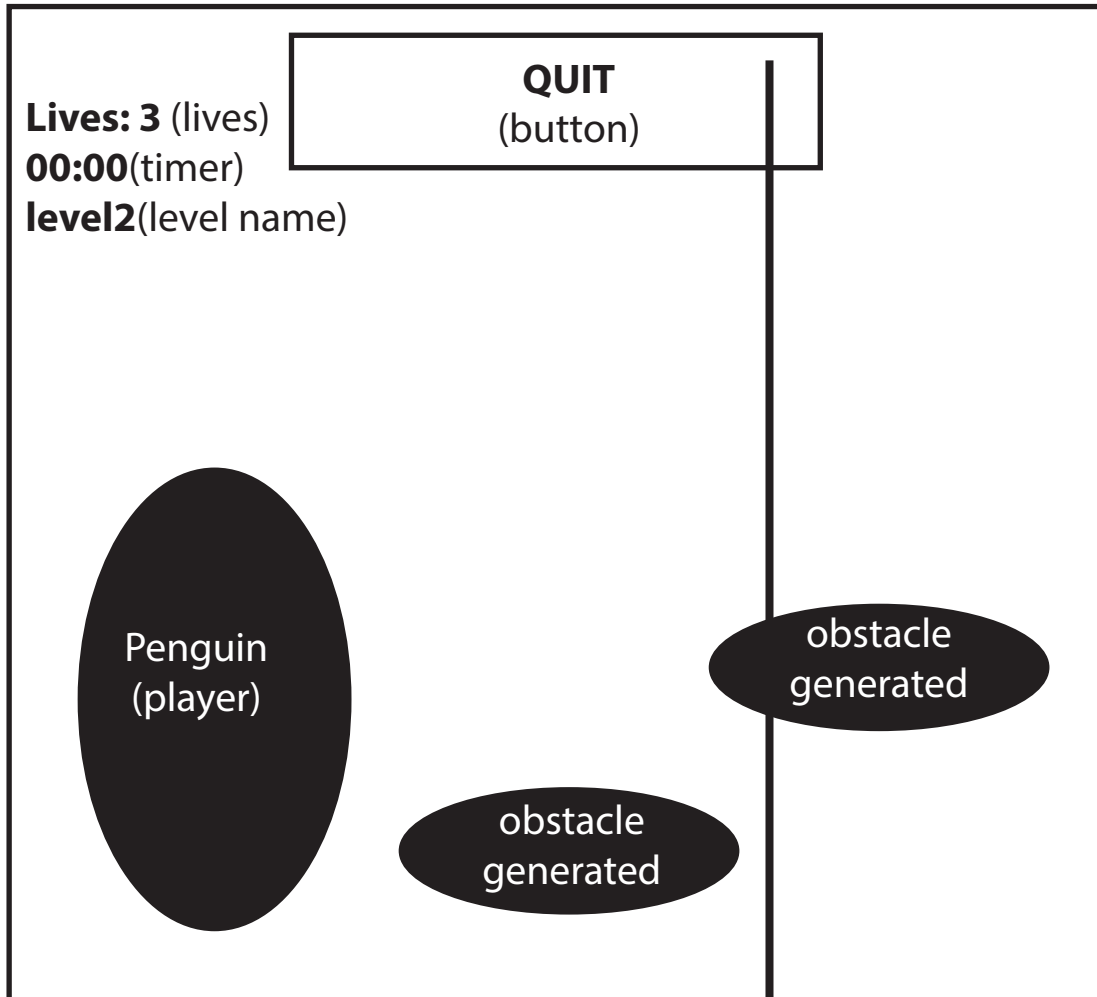 QUIT
(button)
Lives: 3 (lives)
00:00(timer)
level2(level name)
Penguin
(player)
obstacle
generated
obstacle
generated